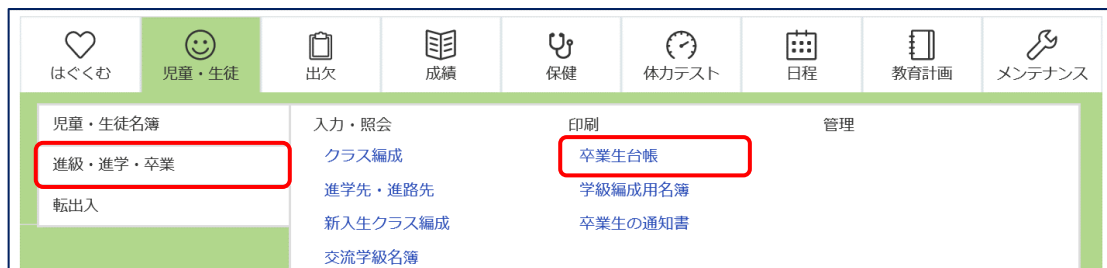 はぐくむ 児童・生徒 出欠 成績 保健 体力テスト 日程 教育計画 メンテナンス
児童・生徒名簿 入力・照会 印刷 管理
進級・進学・卒業 クラス編成 卒業生台帳
進学先・進路先 学級編成用名簿
転出入 新入生クラス編成 卒業生の通知書
交流学級名簿